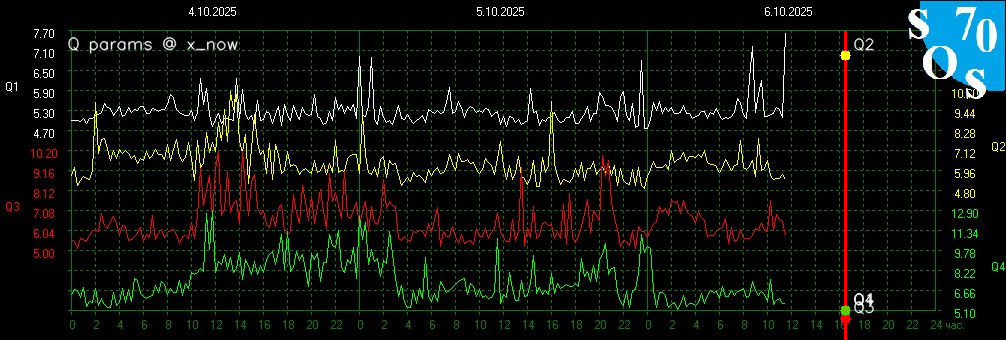 4.10.2025 5.10.2025 6.10.2025
Q params @ x_now
Q2
S 70
O S
Q1
7.70
7.10
6.50
5.90
5.30
4.70
Q3
10.20
9.16
8.12
7.08
6.04
5.00
Q2
9.44
8.28
7.12
5.96
4.80
Q4
12.90
11.34
9.78
8.22
6.66
5.10
Q4
Q3
0 2 4 6 8 10 12 14 16 18 20 22 0 2 4 6 8 10 12 14 16 18 20 22 0 2 4 6 8 10 12 14 16 18 20 22 24 час.